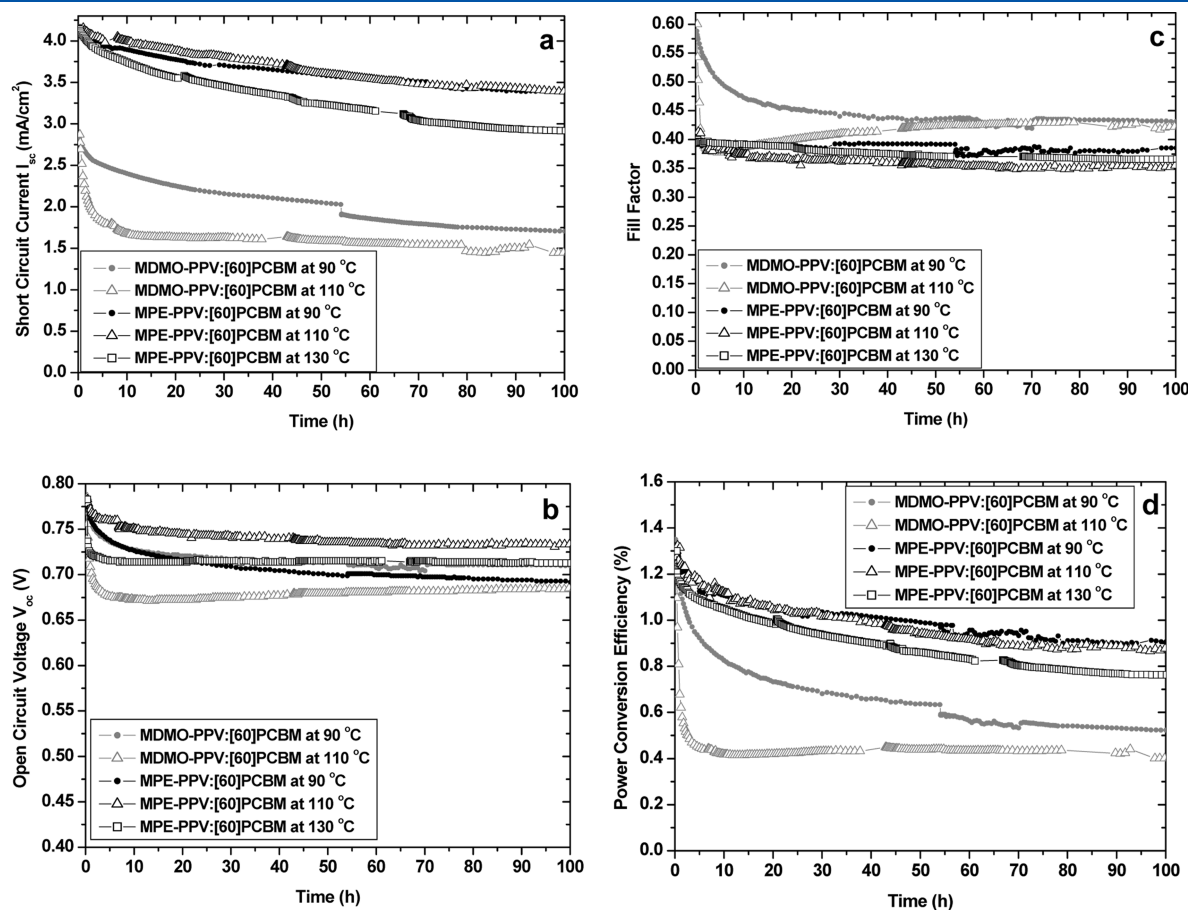 a
4.0
3.5
3.0
2.5
2.0
1.5
1.0
0.5
0.0
Short Circuit Current Isc (mA/cm²)
MDMO-PPV:[60]PCBM at 90 °C
MDMO-PPV:[60]PCBM at 110 °C
MPE-PPV:[60]PCBM at 90 °C
MPE-PPV:[60]PCBM at 110 °C
MPE-PPV:[60]PCBM at 130 °C
0 10 20 30 40 50 60 70 80 90 100
Time (h)
c
0.60
0.55
0.50
0.45
0.40
0.35
0.30
0.25
0.20
0.15
0.10
0.05
0.00
Fill Factor
MDMO-PPV:[60]PCBM at 90 °C
MDMO-PPV:[60]PCBM at 110 °C
MPE-PPV:[60]PCBM at 90 °C
MPE-PPV:[60]PCBM at 110 °C
MPE-PPV:[60]PCBM at 130 °C
0 10 20 30 40 50 60 70 80 90 100
Time (h)
b
0.80
0.75
0.70
0.65
0.60
0.55
0.50
0.45
0.40
Open Circuit Voltage Voc (V)
MDMO-PPV:[60]PCBM at 90 °C
MDMO-PPV:[60]PCBM at 110 °C
MPE-PPV:[60]PCBM at 90 °C
MPE-PPV:[60]PCBM at 110 °C
MPE-PPV:[60]PCBM at 130 °C
0 10 20 30 40 50 60 70 80 90 100
Time (h)
d
1.6
1.4
1.2
1.0
0.8
0.6
0.4
0.2
0.0
Power Conversion Efficiency (%)
MDMO-PPV:[60]PCBM at 90 °C
MDMO-PPV:[60]PCBM at 110 °C
MPE-PPV:[60]PCBM at 90 °C
MPE-PPV:[60]PCBM at 110 °C
MPE-PPV:[60]PCBM at 130 °C
0 10 20 30 40 50 60 70 80 90 100
Time (h)